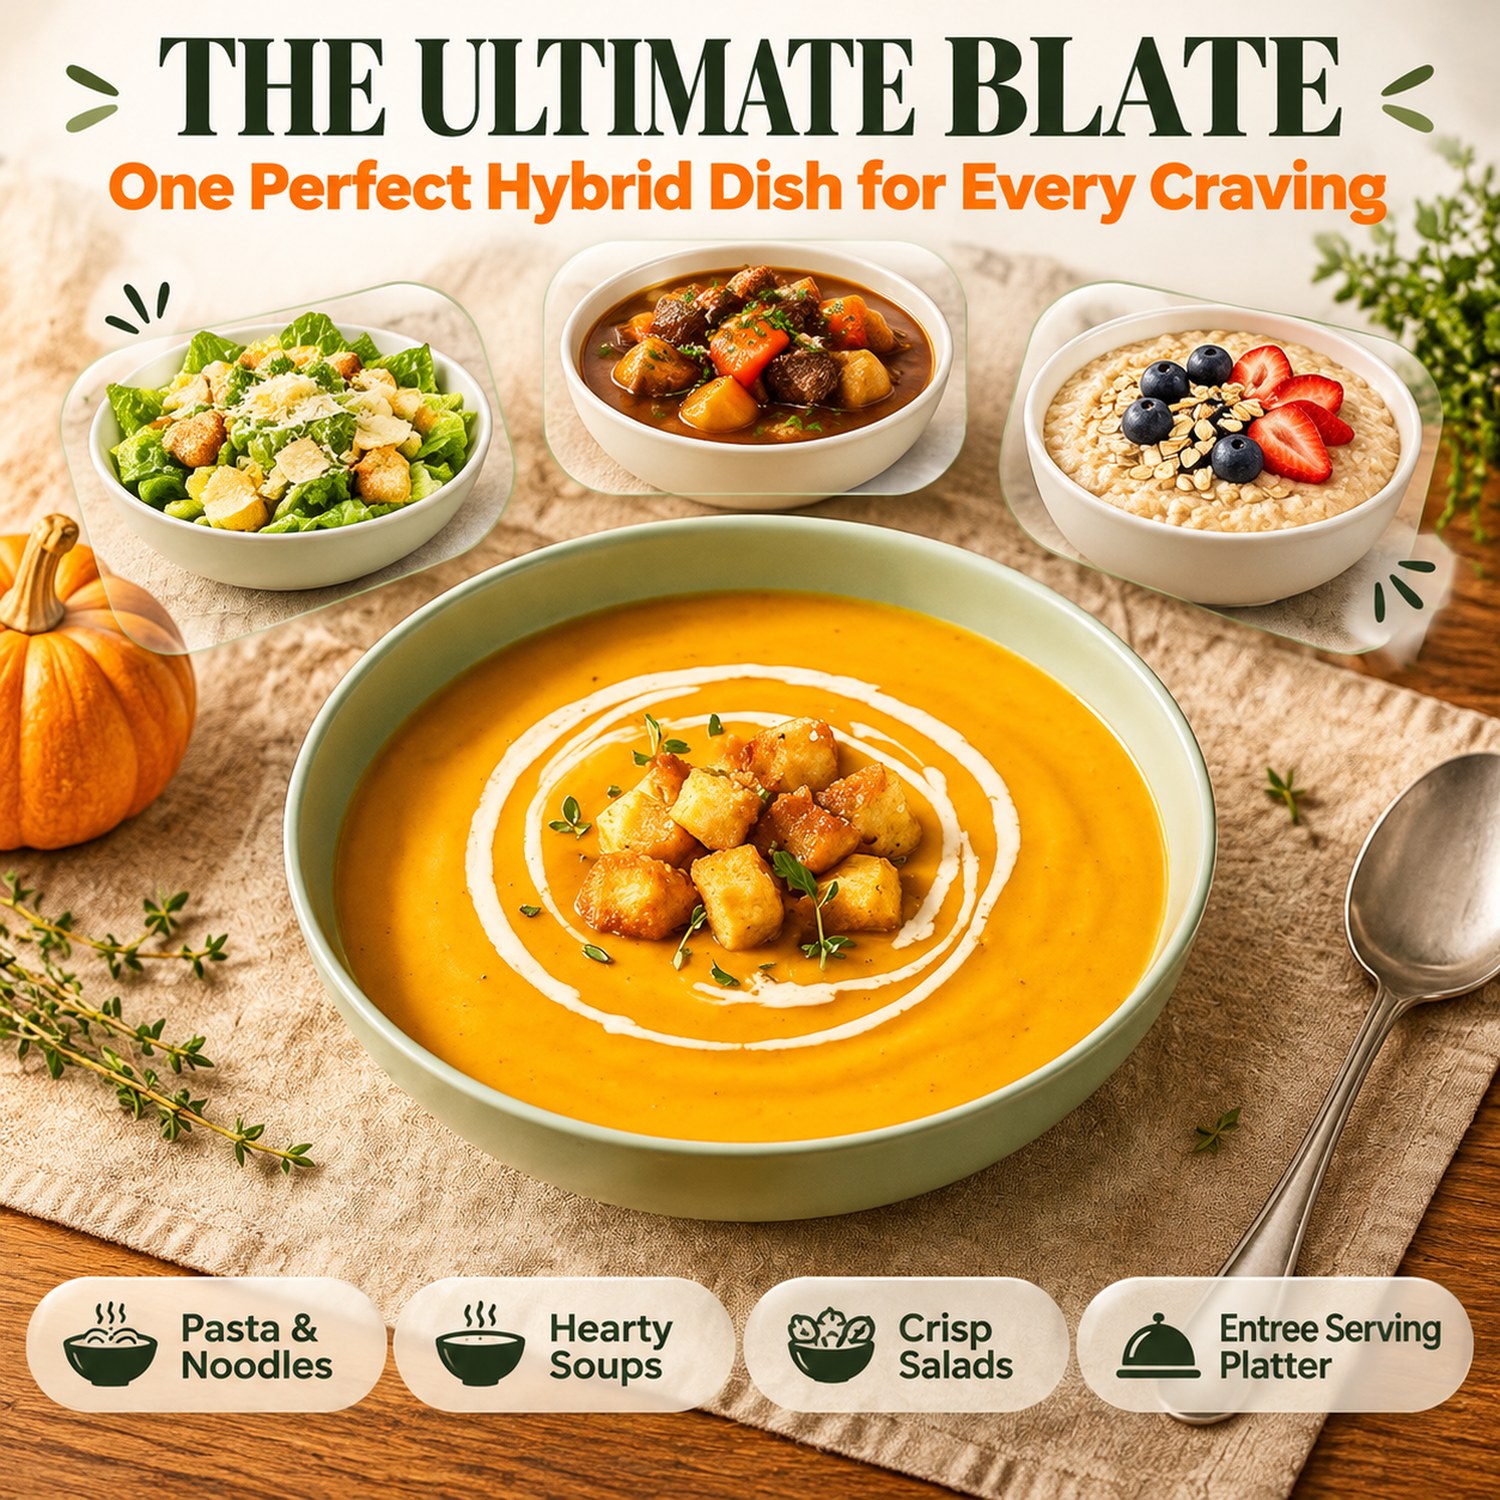 THE ULTIMATE BLATE
One Perfect Hybrid Dish for Every Craving
Pasta &
Noodles
Hearty
Soups
Crisp
Salads
Entree Serving
Platter